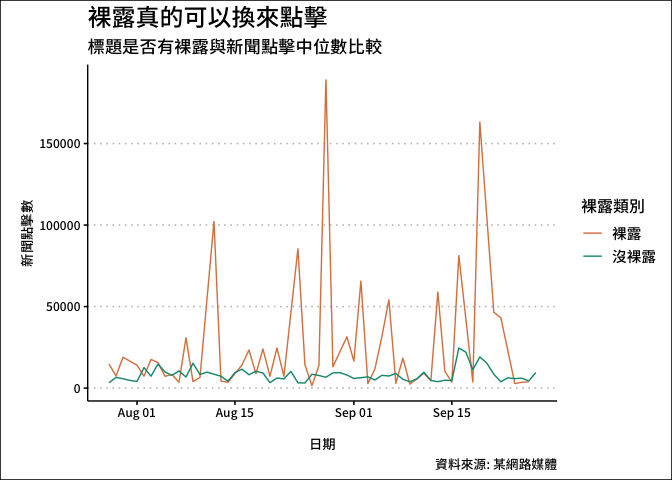 裸露真的可以換來點擊
標題是否有裸露與新聞點擊中位數比較
新聞點擊數
150000
100000
50000
0
Aug 01
Aug 15
Sep 01
Sep 15
日期
裸露類別
裸露
沒裸露
資料來源: 某網路媒體